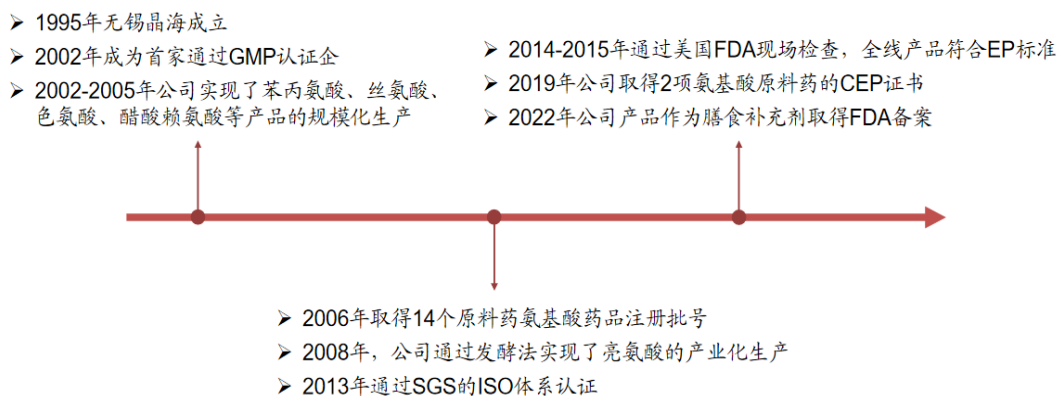 ➢ 1995年无锡晶海成立
➢ 2002年成为首家通过GMP认证企
➢ 2002-2005年公司实现了苯丙氨酸、丝氨酸、
色氨酸、醋酸赖氨酸等产品的规模化生产
➢ 2014-2015年通过美国FDA现场检查，全线产品符合EP标准
➢ 2019年公司取得2项氨基酸原料药的CEP证书
➢ 2022年公司产品作为膳食补充剂取得FDA备案
➢ 2006年取得14个原料药氨基酸药品注册批号
➢ 2008年，公司通过发酵法实现了亮氨酸的产业化生产
➢ 2013年通过SGS的ISO体系认证